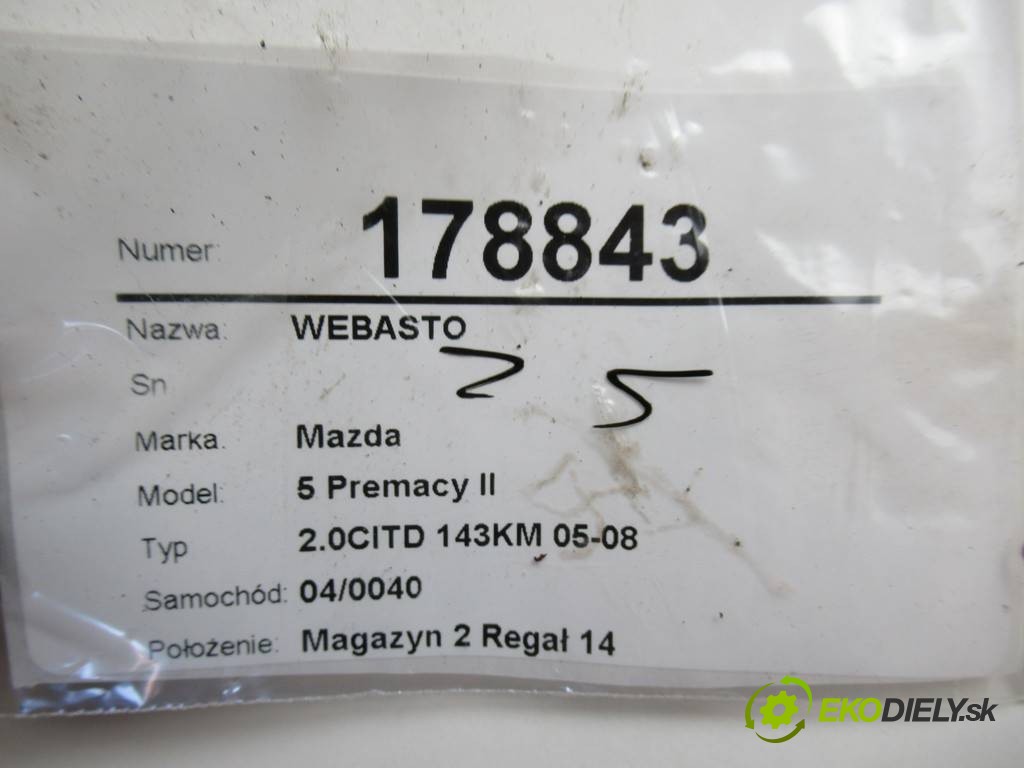 Numer: 178843
Nazwa: WEBASTO
Sn
25
Marka: Mazda
Model: 5 Premacy II
Typ 2.0CITD 143KM 05-08
Samochód: 04/0040
Położenie: Magazyn 2 Regał 14
EKODIELY.sk